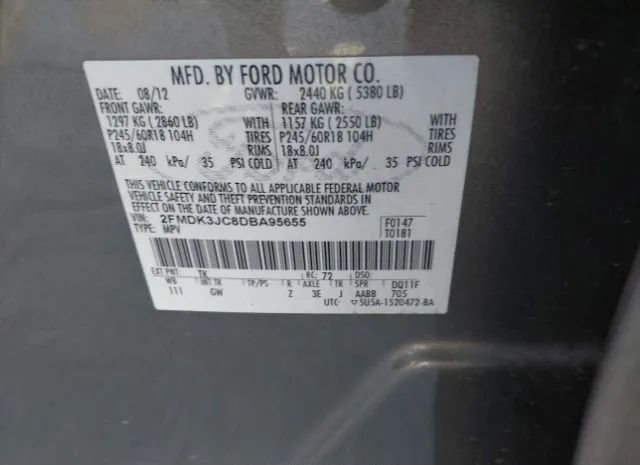 MFD. BY FORD MOTOR CO.
DATE: 08/12 GVWR: 2440 KG ( 5380 LB)
FRONT GAWR: REAR GAWR:
1297 KG ( 2860 LB) WITH 1157 KG ( 2550 LB) WITH
P245/60R18 104H TIRES P245/60R18 104H TIRES
18x8.0J RIMS 18x8.0J RIMS
AT 240 kPa/ 35 PSI COLD AT 240 kPa/ 35 PSI COLD
THIS VEHICLE CONFORMS TO ALL APPLICABLE FEDERAL MOTOR
VEHICLE SAFETY AND THEFT PREVENTION STANDARDS IN EFFECT ON THE
DATE OF MANUFACTURE SHOWN ABOVE.
VIN: 2FMDK3JC8DBA95655 F0147
TYPE: MPV T0181
EXT PNT: TK RC: 72 DSO:
WB INT TR TP/PS R AXLE TR SPR DQ11F
111 GW Z 3E J AABB 705
UTC 5U5A-1520472-BA